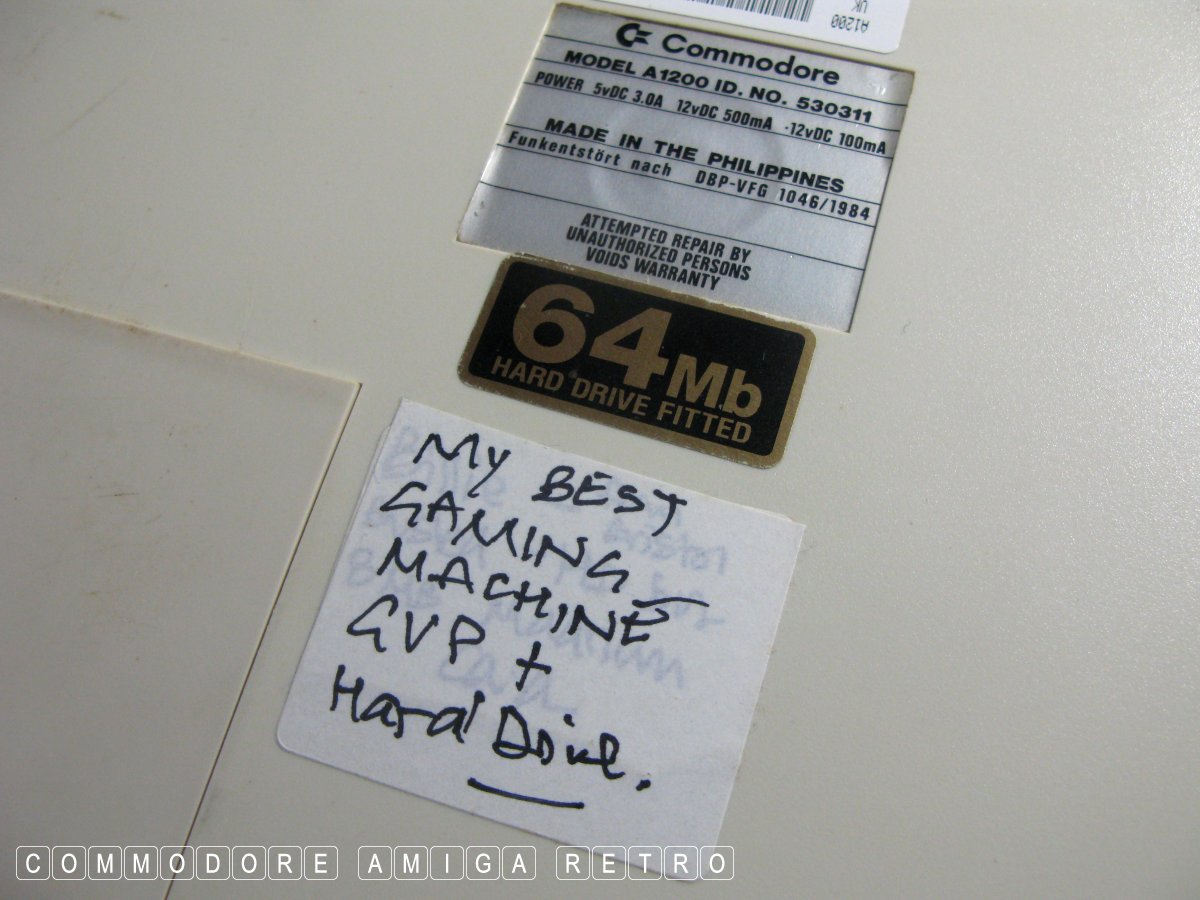 A1200
UK
Commodore
MODEL A1200 ID. NO. 530311
POWER 5vDC 3.0A 12vDC 500mA -12vDC 100mA
MADE IN THE PHILIPPINES
Funkentstört nach DBP-VFG 1046/1984
ATTEMPTED REPAIR BY
UNAUTHORIZED PERSONS
VOIDS WARRANTY
64Mb
HARD DRIVE FITTED
My BEST
GAMING
MACHINE
GVP +
Hard Drive.
COMMODORE AMIGA RETRO